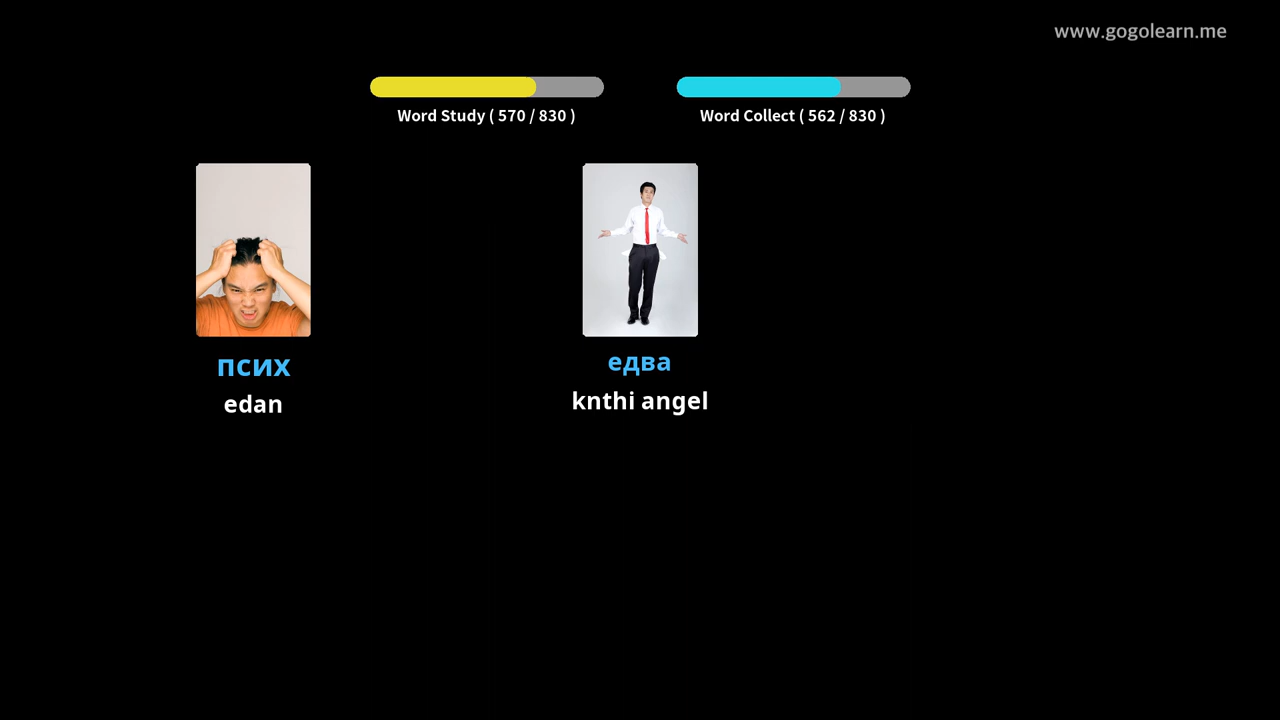 www.gogolearn.me
Word Study ( 570 / 830 )
Word Collect ( 562 / 830 )
псих
edan
едва
knthi angel